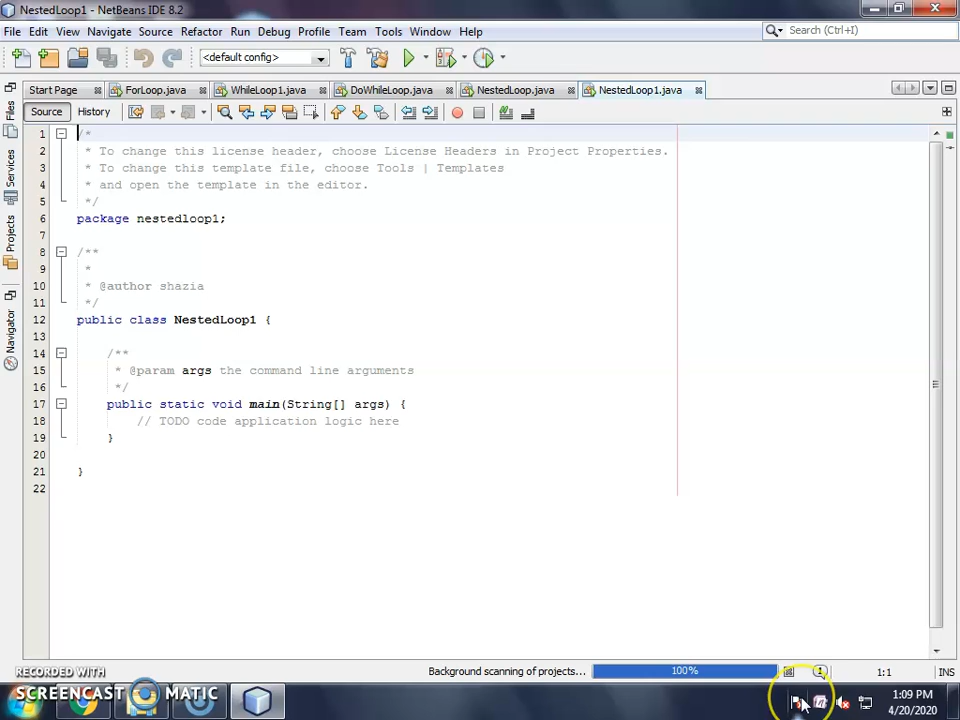 NestedLoop1 - NetBeans IDE 8.2
File Edit View Navigate Source Refactor Run Debug Profile Team Tools Window Help
Search (Ctrl+I)
<default config>
Start Page ForLoop.java WhileLoop1.java DoWhileLoop.java NestedLoop.java NestedLoop1.java
Source History
Files
Services
Projects
Navigator
1 /*
2 * To change this license header, choose License Headers in Project Properties.
3 * To change this template file, choose Tools | Templates
4 * and open the template in the editor.
5 */
6 package nestedloop1;
7
8 /**
9 *
10 * @author shazia
11 */
12 public class NestedLoop1 {
13
14 /**
15 * @param args the command line arguments
16 */
17 public static void main(String[] args) {
18 // TODO code application logic here
19 }
20
21 }
22
Background scanning of projects... 100% 1:1 INS
RECORDED WITH
SCREENCAST MATIC
1:09 PM
4/20/2020